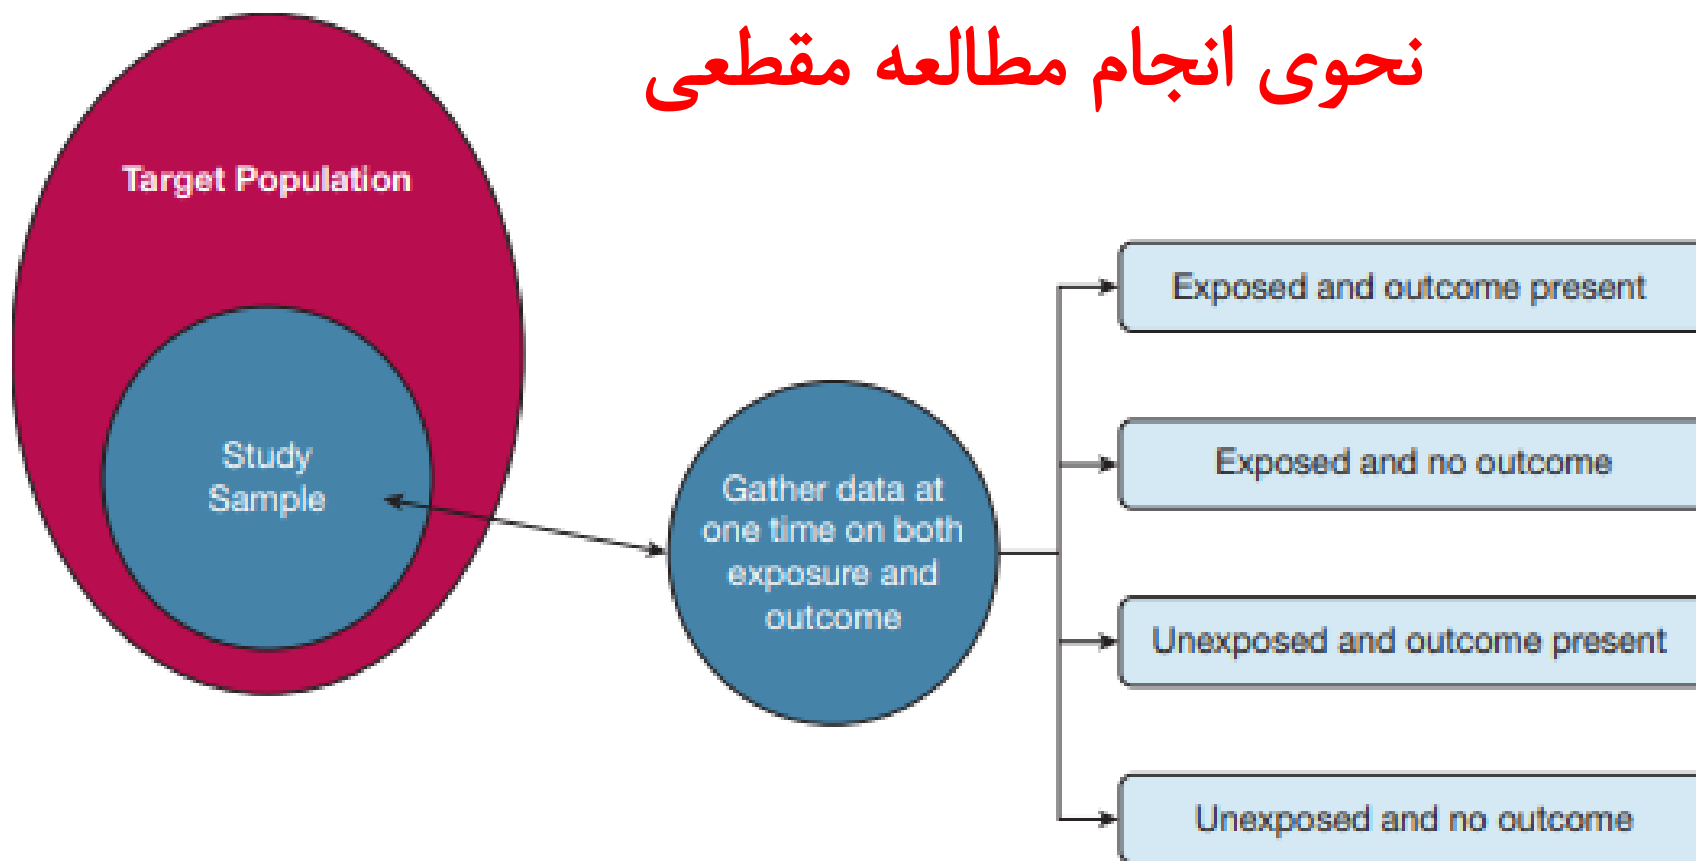 نحوی انجام مطالعه مقطعی
Target Population
Study
Sample
Gather data at
one time on both
exposure and
outcome
Exposed and outcome present
Exposed and no outcome
Unexposed and outcome present
Unexposed and no outcome